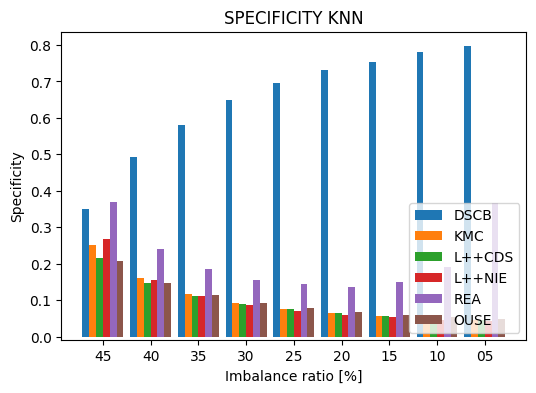 SPECIFICITY KNN
Specificity
0.8
0.7
0.6
0.5
0.4
0.3
0.2
0.1
0.0
DSCB
KMC
L++CDS
L++NIE
REA
OUSE
45 40 35 30 25 20 15 10 05
Imbalance ratio [%]